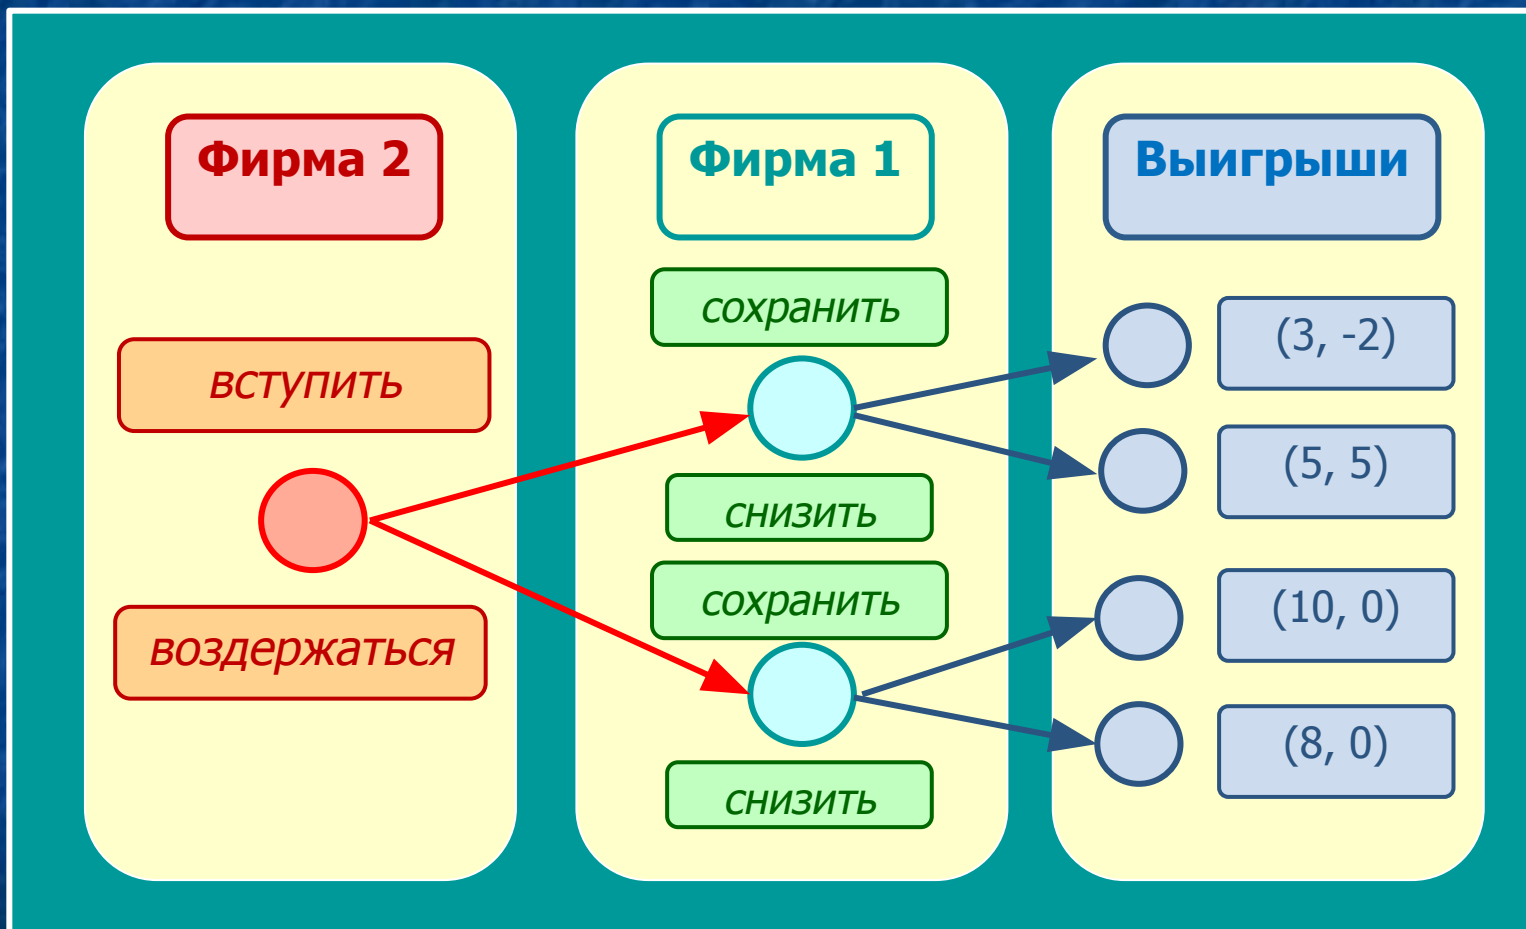 Фирма 2
Фирма 1
Выигрыши
вступить
воздержаться
сохранить
снизить
сохранить
снизить
(3, -2)
(5, 5)
(10, 0)
(8, 0)